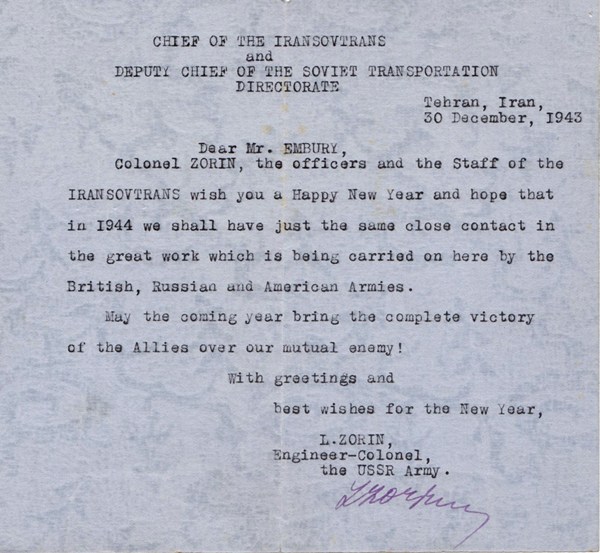 CHIEF OF THE IRANSOVTRANS
and
DEPUTY CHIEF OF THE SOVIET TRANSPORTATION
DIRECTORATE
Tehran, Iran,
30 December, 1943
Dear Mr. EMBURY,
Colonel ZORIN, the officers and the Staff of the
IRANSOVTRANS wish you a Happy New Year and hope that
in 1944 we shall have just the same close contact in
the great work which is being carried on here by the
British, Russian and American Armies.
May the coming year bring the complete victory
of the Allies over our mutual enemy!
With greetings and
best wishes for the New Year,
L.ZORIN,
Engineer-Colonel,
the USSR Army.